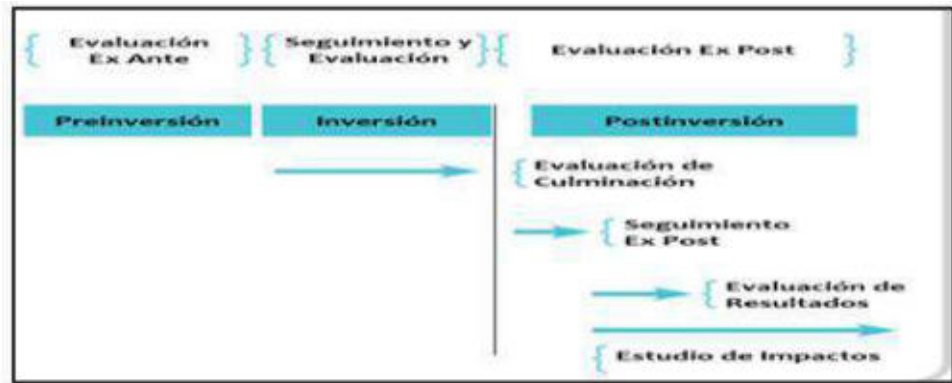 Evaluación
Ex Ante
Seguimiento y
Evaluación
Evaluación Ex Post
Preinversión
Inversión
Postinversión
Evaluación de
Culminación
Seguimiento
Ex Post
Evaluación de
Resultados
Estudio de Impactos